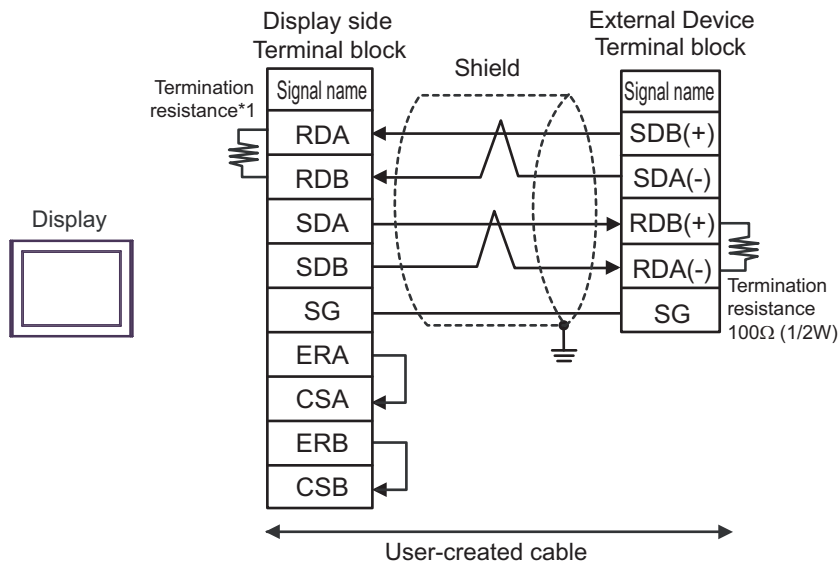 Display side
Terminal block
External Device
Terminal block
Shield
Termination
resistance*1
Signal name
RDA
RDB
SDA
SDB
SG
ERA
CSA
ERB
CSB
Signal name
SDB(+)
SDA(-)
RDB(+)
RDA(-)
SG
Termination
resistance
100Ω (1/2W)
Display
User-created cable